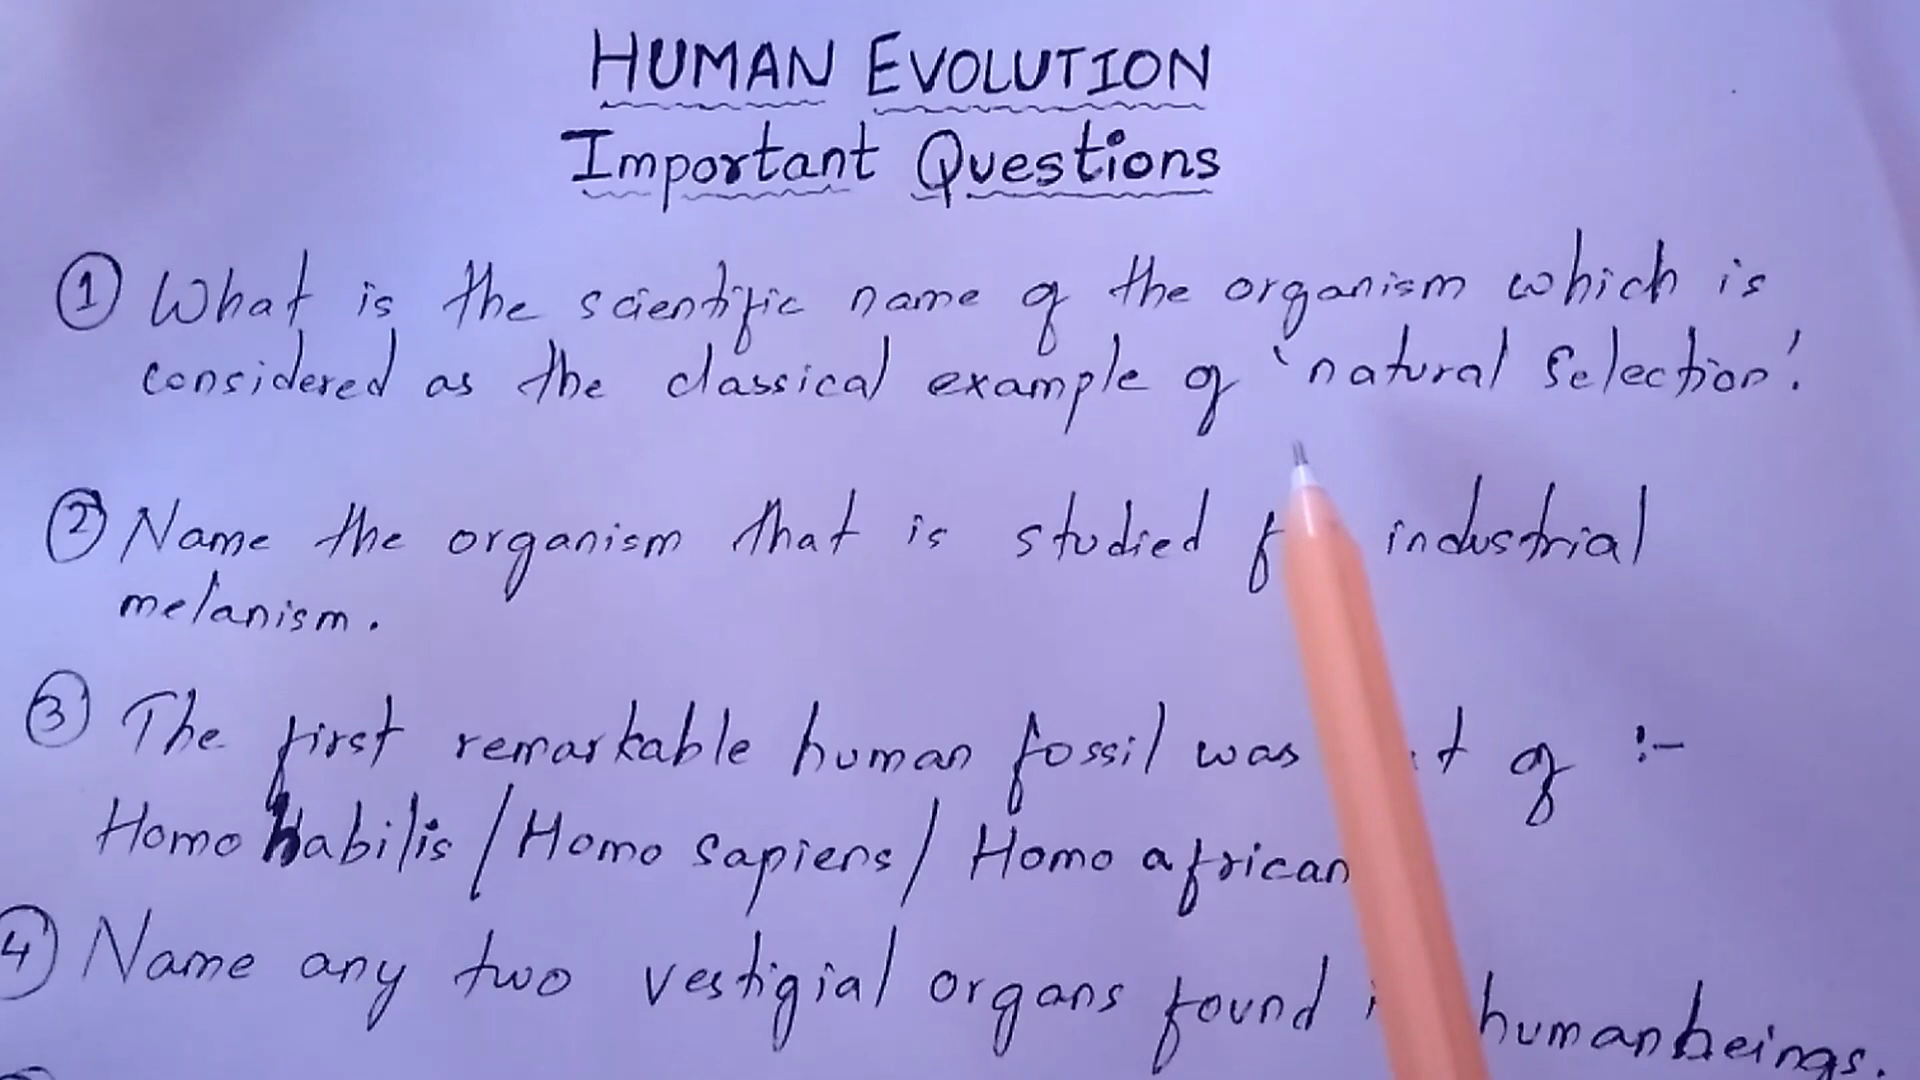 HUMAN EVOLUTION
Important Questions
① What is the scientific name of the organism which is
considered as the classical example of 'natural Selection'.
② Name the organism that is studied industrial
melanism.
③ The first remarkable human fossil was of :-
Homo habilis / Homo sapiens / Homo african
④ Name any two vestigial organs found human beings.